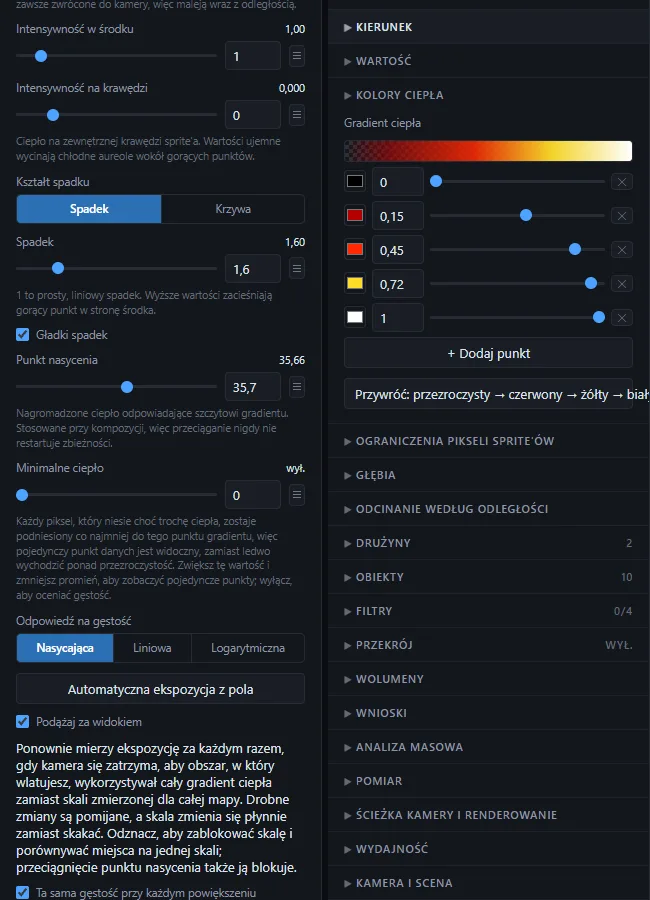 zawsze zwrócone do kamery, więc maleją wraz z odległością.
Intensywność w środku 1,00
1
Intensywność na krawędzi 0,000
0
Ciepło na zewnętrznej krawędzi sprite'a. Wartości ujemne
wycinają chłodne aureole wokół gorących punktów.
Kształt spadku
Spadek Krzywa
Spadek 1,60
1,6
1 to prosty, liniowy spadek. Wyższe wartości zacieśniają
gorący punkt w stronę środka.
Gładki spadek
Punkt nasycenia 35,66
35,7
Nagromadzone ciepło odpowiadające szczytowi gradientu.
Stosowane przy kompozycji, więc przeciąganie nigdy nie
restartuje zbieżności.
Minimalne ciepło wył.
0
Każdy piksel, który niesie choć trochę ciepła, zostaje
podniesiony co najmniej do tego punktu gradientu, więc
pojedynczy punkt danych jest widoczny, zamiast ledwo
wychodzić ponad przezroczystość. Zwiększ tę wartość i
zmniejsz promień, aby zobaczyć pojedyncze punkty; wyłącz,
aby oceniać gęstość.
Odpowiedź na gęstość
Nasycająca Liniowa Logarytmiczna
Automatyczna ekspozycja z pola
Podążaj za widokiem
Ponownie mierzy ekspozycję za każdym razem,
gdy kamera się zatrzyma, aby obszar, w który
wlatujesz, wykorzystywał cały gradient ciepła
zamiast skali zmierzonej dla całej mapy. Drobne
zmiany są pomijane, a skala zmienia się płynnie
zamiast skakać. Odznacz, aby zablokować skalę i
porównywać miejsca na jednej skali;
przeciągnięcie punktu nasycenia także ją blokuje.
Ta sama gęstość przy każdym powiększeniu
KIERUNEK
WARTOŚĆ
KOLORY CIEPŁA
Gradient ciepła
0
0,15
0,45
0,72
1
+ Dodaj punkt
Przywróć: przezroczysty → czerwony → żółty → biały
OGRANICZENIA PIKSELI SPRITE'ÓW
GŁĘBIA
ODCINANIE WEDŁUG ODLEGŁOŚCI
DRUŻYNY 2
OBIEKTY 10
FILTRY 0/4
PRZEKRÓJ WYŁ.
WOLUMENY
WNIOSKI
ANALIZA MASOWA
POMIAR
ŚCIEŻKA KAMERY I RENDEROWANIE
WYDAJNOŚĆ
KAMERA I SCENA